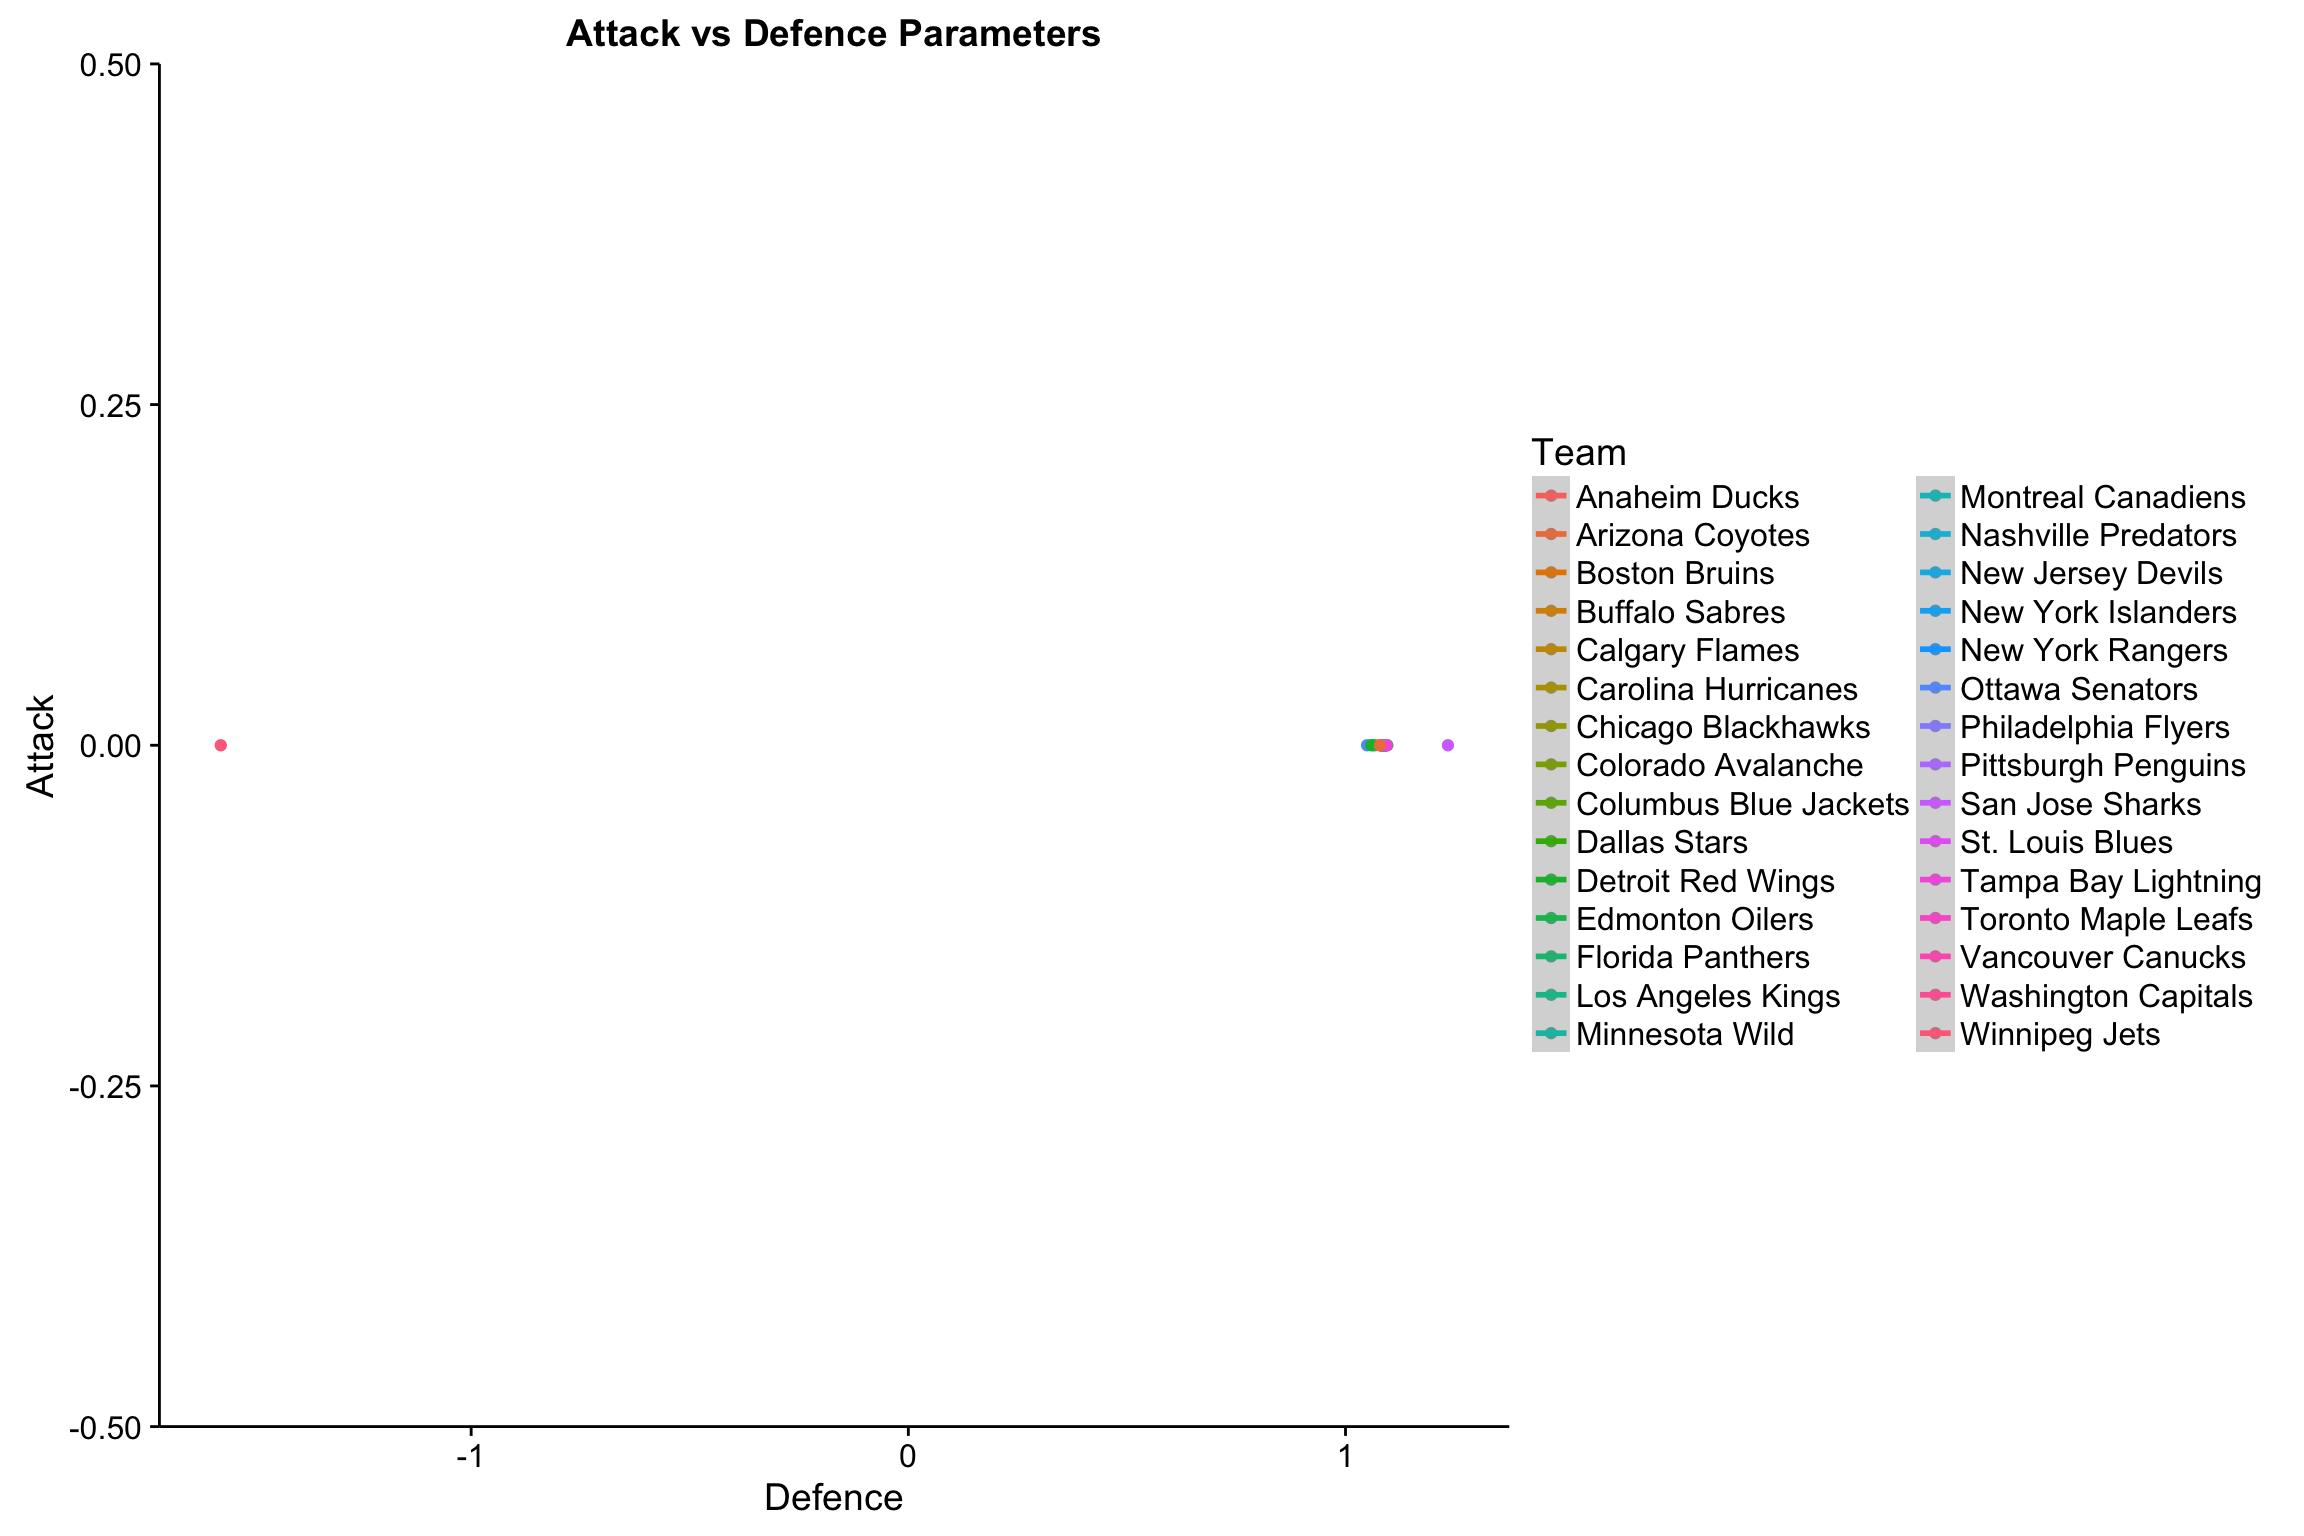 Attack vs Defence Parameters
0.50
0.25
0.00
-0.25
-0.50
Attack
-1
0
1
Defence
Team
Anaheim Ducks
Arizona Coyotes
Boston Bruins
Buffalo Sabres
Calgary Flames
Carolina Hurricanes
Chicago Blackhawks
Colorado Avalanche
Columbus Blue Jackets
Dallas Stars
Detroit Red Wings
Edmonton Oilers
Florida Panthers
Los Angeles Kings
Minnesota Wild
Montreal Canadiens
Nashville Predators
New Jersey Devils
New York Islanders
New York Rangers
Ottawa Senators
Philadelphia Flyers
Pittsburgh Penguins
San Jose Sharks
St. Louis Blues
Tampa Bay Lightning
Toronto Maple Leafs
Vancouver Canucks
Washington Capitals
Winnipeg Jets